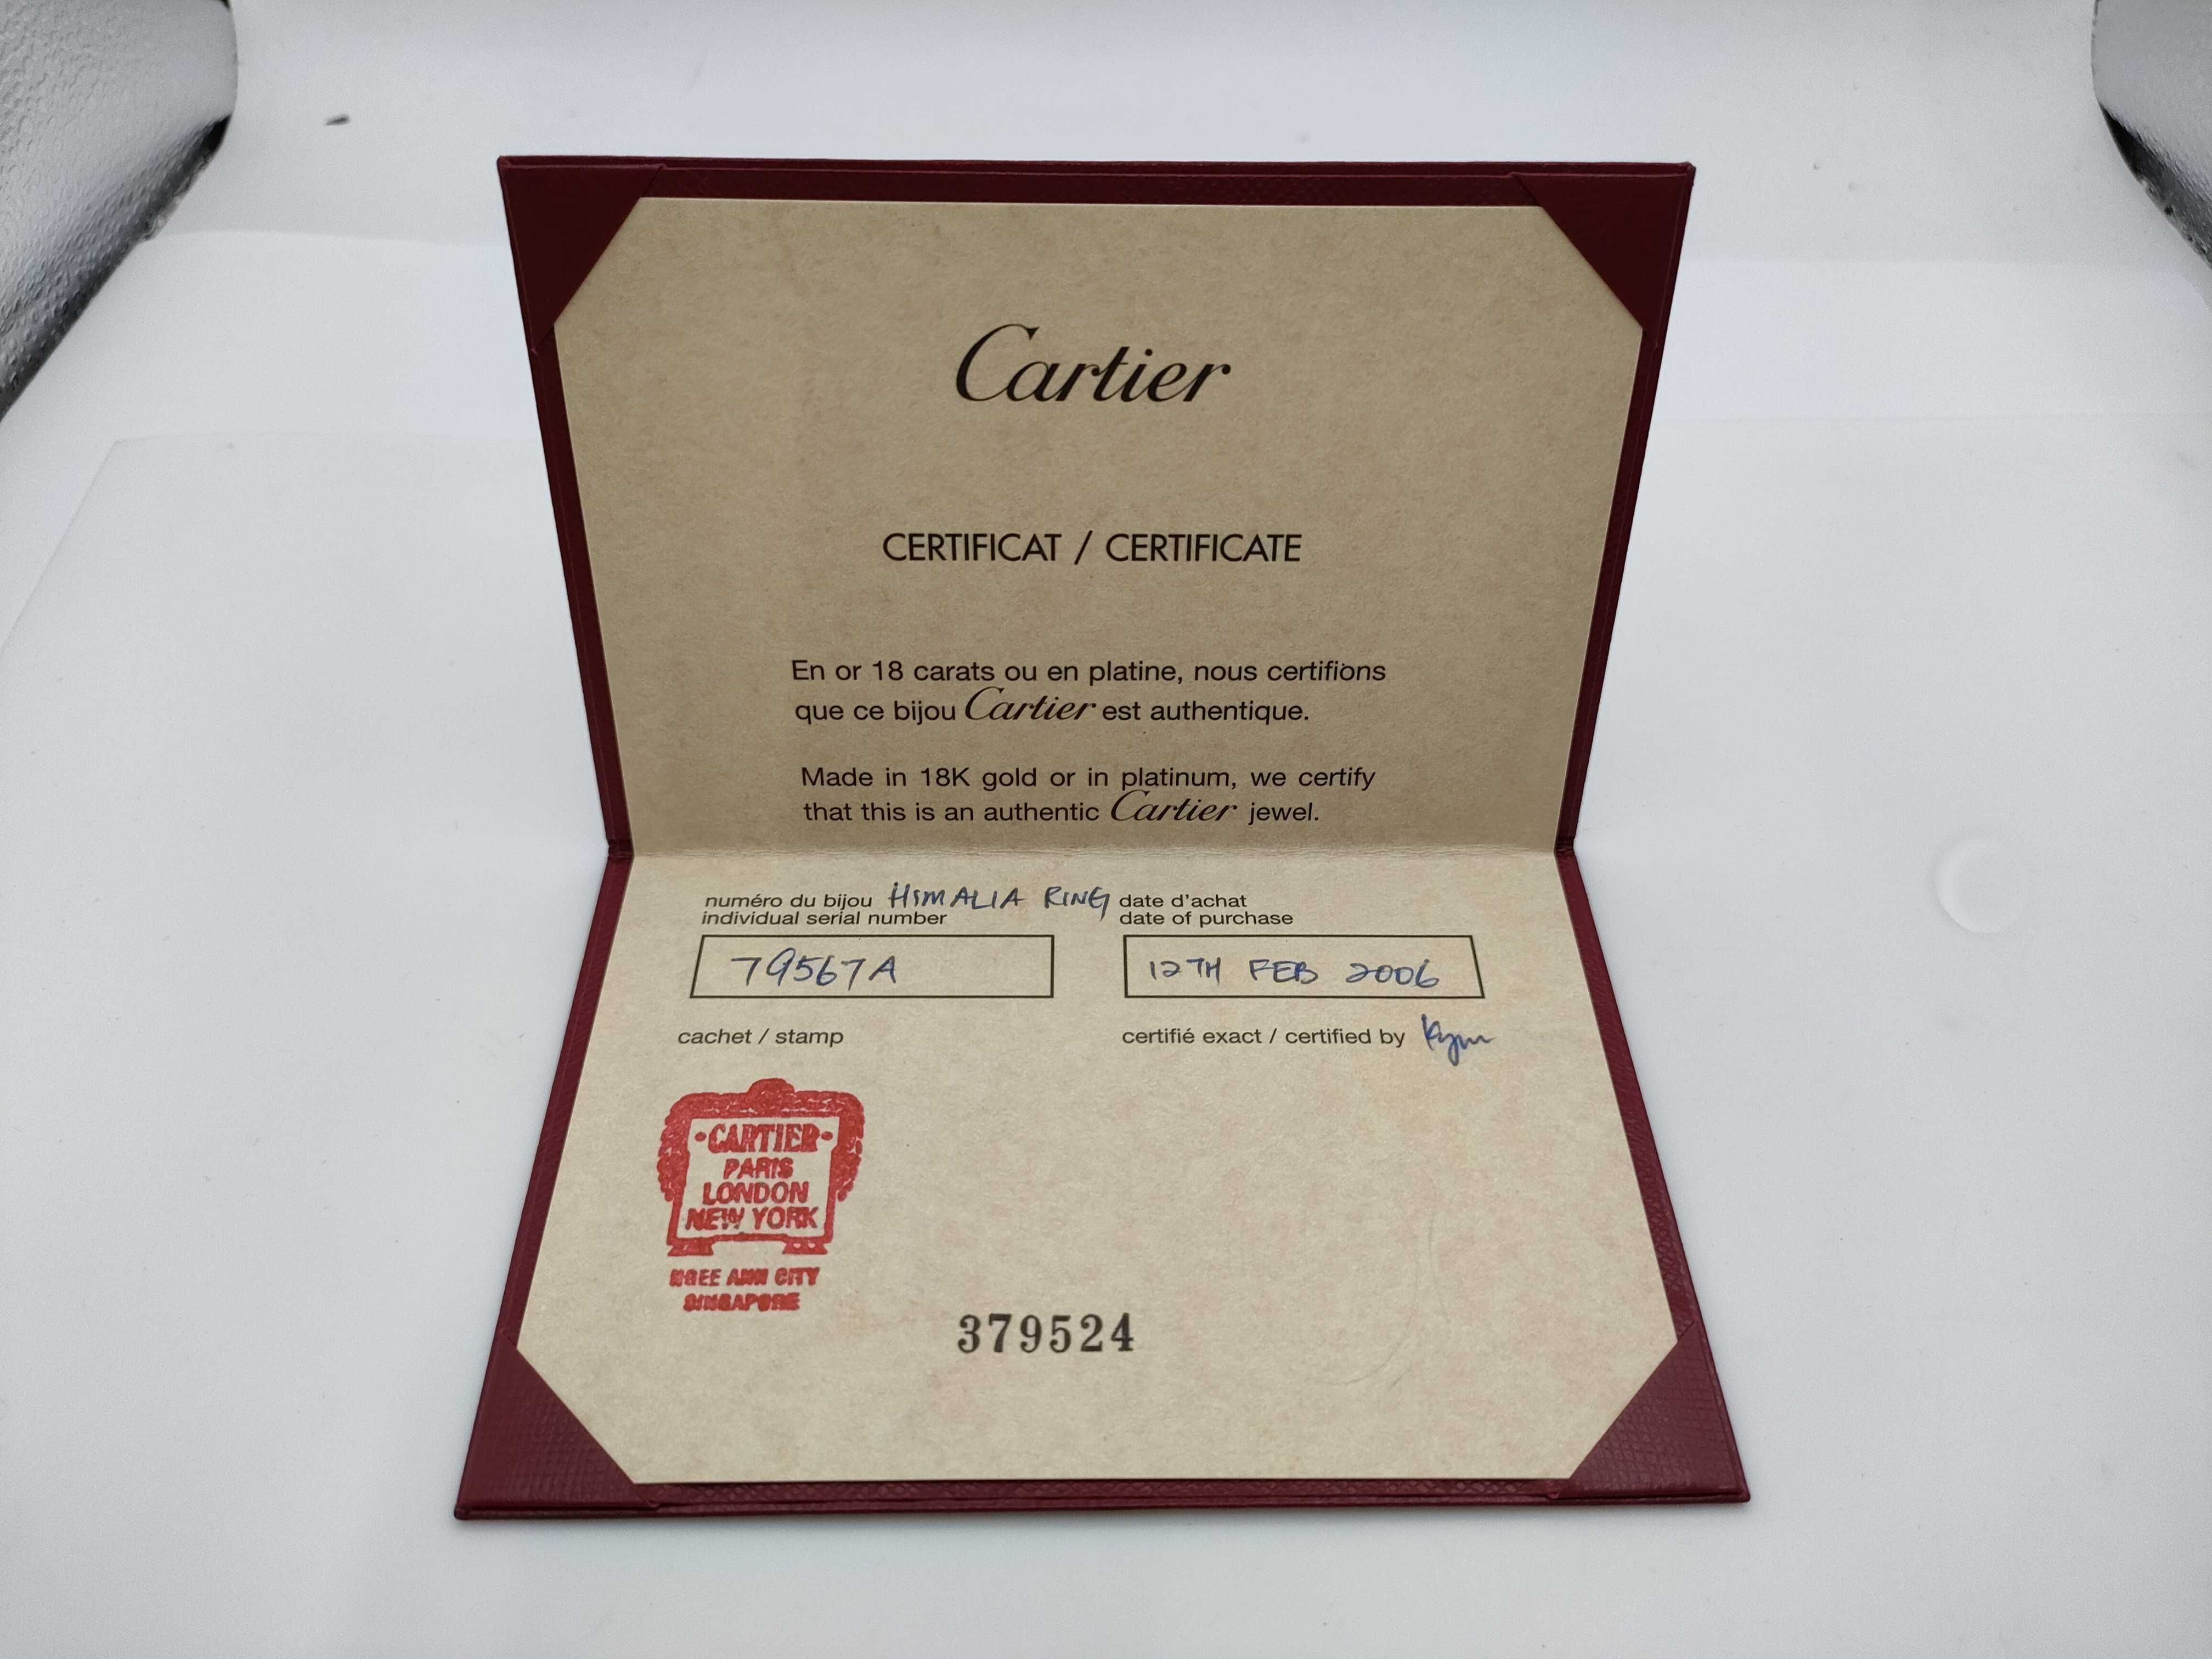 Cartier
CERTIFICAT / CERTIFICATE
En or 18 carats ou en platine, nous certifions
que ce bijou Cartier est authentique.
Made in 18K gold or in platinum, we certify
that this is an authentic Cartier jewel.
numéro du bijou HIMALIA RING
individual serial number
79567A
date d'achat
date of purchase
12TH FEB 2006
cachet / stamp
certifié exact / certified by Kym
·CARTIER·
PARIS
LONDON
NEW YORK
NGEE ANN CITY
SINGAPORE
379524